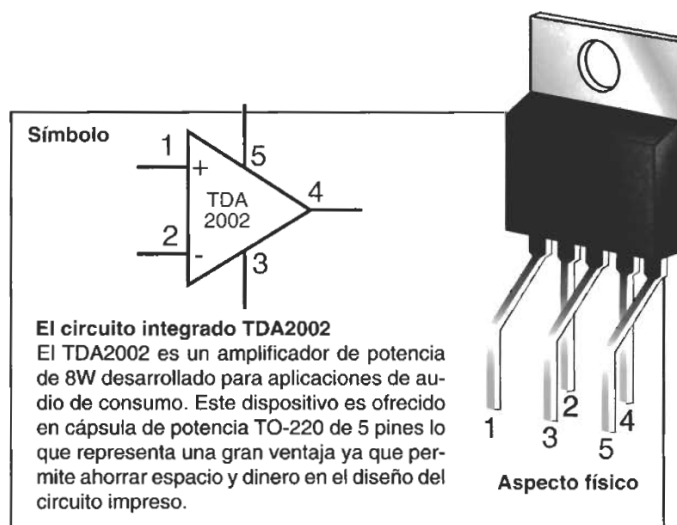 Símbolo
1
+
5
TDA
2002
4
2
-
3
El circuito integrado TDA2002
El TDA2002 es un amplificador de potencia
de 8W desarrollado para aplicaciones de au-
dio de consumo. Este dispositivo es ofrecido
en cápsula de potencia TO-220 de 5 pines lo
que representa una gran ventaja ya que per-
mite ahorrar espacio y dinero en el diseño del
circuito impreso.
1
3
2
5
4
Aspecto físico